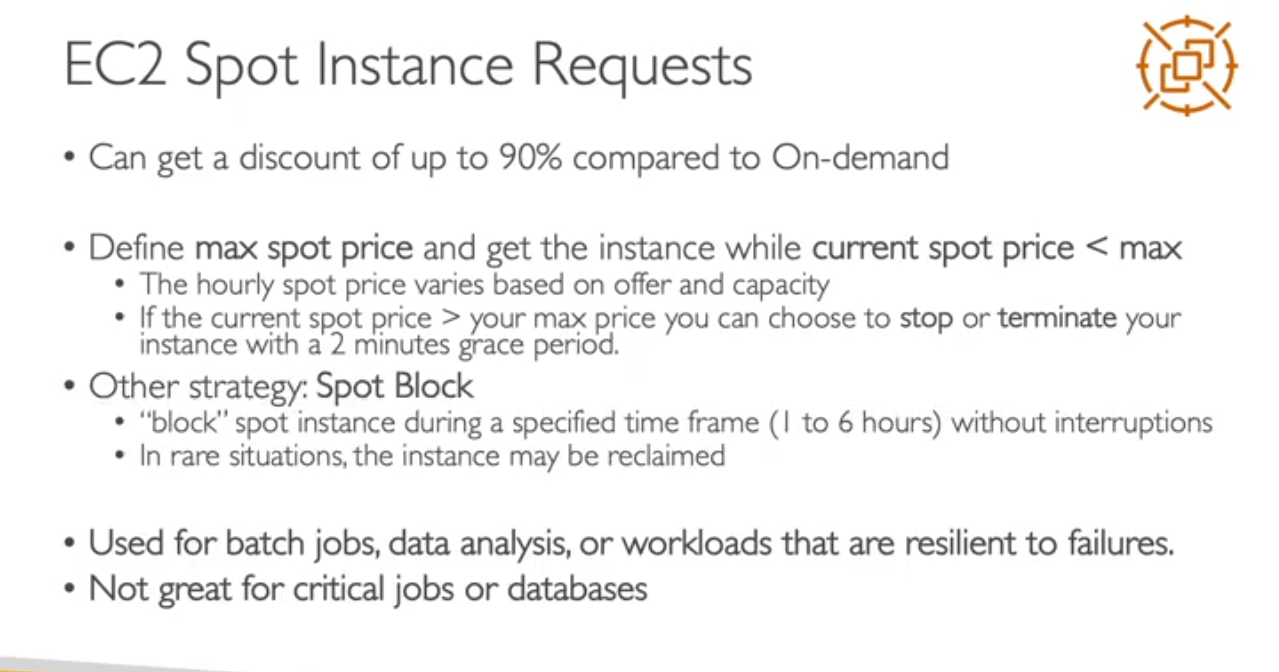 EC2 Spot Instance Requests
• Can get a discount of up to 90% compared to On-demand
• Define max spot price and get the instance while current spot price < max
• The hourly spot price varies based on offer and capacity
• If the current spot price > your max price you can choose to stop or terminate your
instance with a 2 minutes grace period.
• Other strategy: Spot Block
• “block” spot instance during a specified time frame (1 to 6 hours) without interruptions
• In rare situations, the instance may be reclaimed
• Used for batch jobs, data analysis, or workloads that are resilient to failures.
• Not great for critical jobs or databases